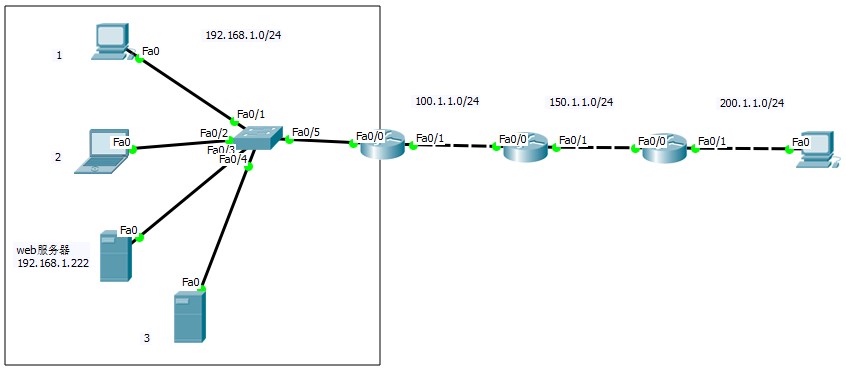 192.168.1.0/24
1
Fa0
Fa0/1
2
Fa0
Fa0/2
Fa0/3
Fa0/4
Fa0/5
Fa0/0
Fa0/1
100.1.1.0/24
Fa0/0
Fa0/1
150.1.1.0/24
Fa0/0
Fa0/1
200.1.1.0/24
Fa0
web服务器
192.168.1.222
Fa0
Fa0
3